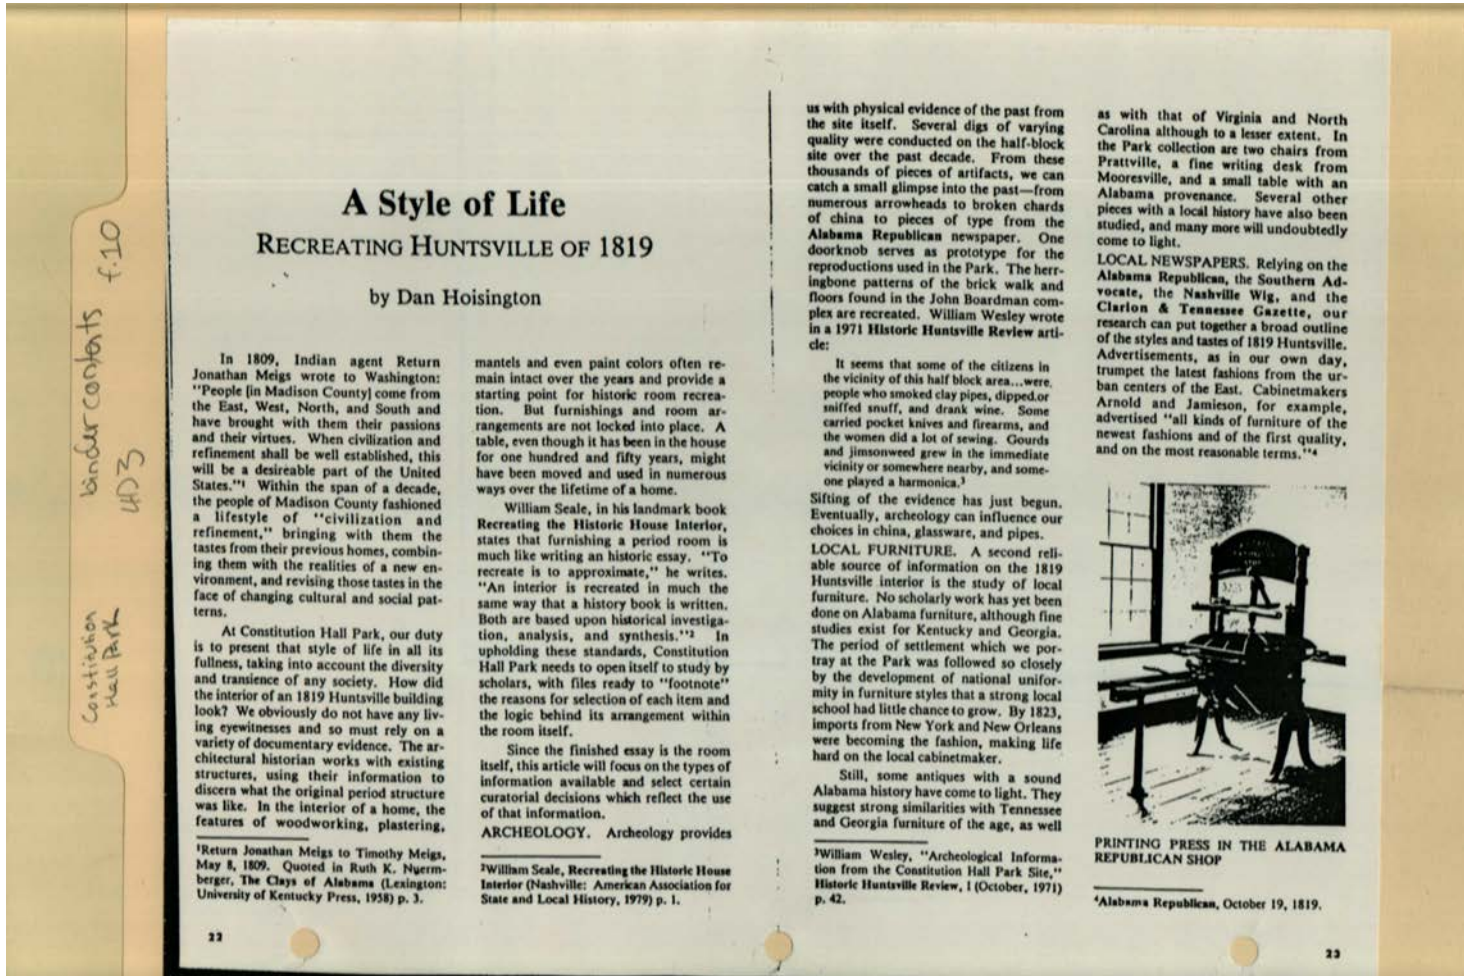 Constitution
Hall Park
binder contents f.10
4D3
A Style of Life
RECREATING HUNTSVILLE OF 1819
by Dan Hoisington
In 1809, Indian agent Return
Jonathan Meigs wrote to Washington:
"People [in Madison County] come from
the East, West, North, and South and
have brought with them their passions
and their virtues. When civilization and
refinement shall be well established, this
will be a desireable part of the United
States."¹ Within the span of a decade,
the people of Madison County fashioned
a lifestyle of "civilization and
refinement," bringing with them the
tastes from their previous homes, combin-
ing them with the realities of a new en-
vironment, and revising those tastes in the
face of changing cultural and social pat-
terns.
At Constitution Hall Park, our duty
is to present that style of life in all its
fullness, taking into account the diversity
and transience of any society. How did
the interior of an 1819 Huntsville building
look? We obviously do not have any liv-
ing eyewitnesses and so must rely on a
variety of documentary evidence. The ar-
chitectural historian works with existing
structures, using their information to
discern what the original period structure
was like. In the interior of a home, the
features of woodworking, plastering,
¹Return Jonathan Meigs to Timothy Meigs,
May 8, 1809. Quoted in Ruth K. Nuerm-
berger, The Clays of Alabama (Lexington:
University of Kentucky Press, 1958) p. 3.
22
mantels and even paint colors often re-
main intact over the years and provide a
starting point for historic room recrea-
tion. But furnishings and room ar-
rangements are not locked into place. A
table, even though it has been in the house
for one hundred and fifty years, might
have been moved and used in numerous
ways over the lifetime of a home.
William Seale, in his landmark book
Recreating the Historic House Interior,
states that furnishing a period room is
much like writing an historic essay. "To
recreate is to approximate," he writes.
"An interior is recreated in much the
same way that a history book is written.
Both are based upon historical investiga-
tion, analysis, and synthesis."² In
upholding these standards, Constitution
Hall Park needs to open itself to study by
scholars, with files ready to "footnote"
the reasons for selection of each item and
the logic behind its arrangement within
the room itself.
Since the finished essay is the room
itself, this article will focus on the types of
information available and select certain
curatorial decisions which reflect the use
of that information.
ARCHEOLOGY. Archeology provides
²William Seale, Recreating the Historic House
Interior (Nashville: American Association for
State and Local History, 1979) p. 1.
us with physical evidence of the past from
the site itself. Several digs of varying
quality were conducted on the half-block
site over the past decade. From these
thousands of pieces of artifacts, we can
catch a small glimpse into the past—from
numerous arrowheads to broken chards
of china to pieces of type from the
Alabama Republican newspaper. One
doorknob serves as prototype for the
reproductions used in the Park. The herr-
ingbone patterns of the brick walk and
floors found in the John Boardman com-
plex are recreated. William Wesley wrote
in a 1971 Historic Huntsville Review arti-
cle:
It seems that some of the citizens in
the vicinity of this half block area...were,
people who smoked clay pipes, dipped.or
sniffed snuff, and drank wine. Some
carried pocket knives and firearms, and
the women did a lot of sewing. Gourds
and jimsonweed grew in the immediate
vicinity or somewhere nearby, and some-
one played a harmonica.³
Sifting of the evidence has just begun.
Eventually, archeology can influence our
choices in china, glassware, and pipes.
LOCAL FURNITURE. A second reli-
able source of information on the 1819
Huntsville interior is the study of local
furniture. No scholarly work has yet been
done on Alabama furniture, although fine
studies exist for Kentucky and Georgia.
The period of settlement which we por-
tray at the Park was followed so closely
by the development of national unifor-
mity in furniture styles that a strong local
school had little chance to grow. By 1823,
imports from New York and New Orleans
were becoming the fashion, making life
hard on the local cabinetmaker.
Still, some antiques with a sound
Alabama history have come to light. They
suggest strong similarities with Tennessee
and Georgia furniture of the age, as well
³William Wesley, "Archeological Informa-
tion from the Constitution Hall Park Site,"
Historic Huntsville Review, I (October, 1971)
p. 42.
as with that of Virginia and North
Carolina although to a lesser extent. In
the Park collection are two chairs from
Prattville, a fine writing desk from
Mooresville, and a small table with an
Alabama provenance. Several other
pieces with a local history have also been
studied, and many more will undoubtedly
come to light.
LOCAL NEWSPAPERS. Relying on the
Alabama Republican, the Southern Ad-
vocate, the Nashville Wig, and the
Clarion & Tennessee Gazette, our
research can put together a broad outline
of the styles and tastes of 1819 Huntsville.
Advertisements, as in our own day,
trumpet the latest fashions from the ur-
ban centers of the East. Cabinetmakers
Arnold and Jamieson, for example,
advertised "all kinds of furniture of the
newest fashions and of the first quality,
and on the most reasonable terms."⁴
PRINTING PRESS IN THE ALABAMA
REPUBLICAN SHOP
⁴Alabama Republican, October 19, 1819.
23